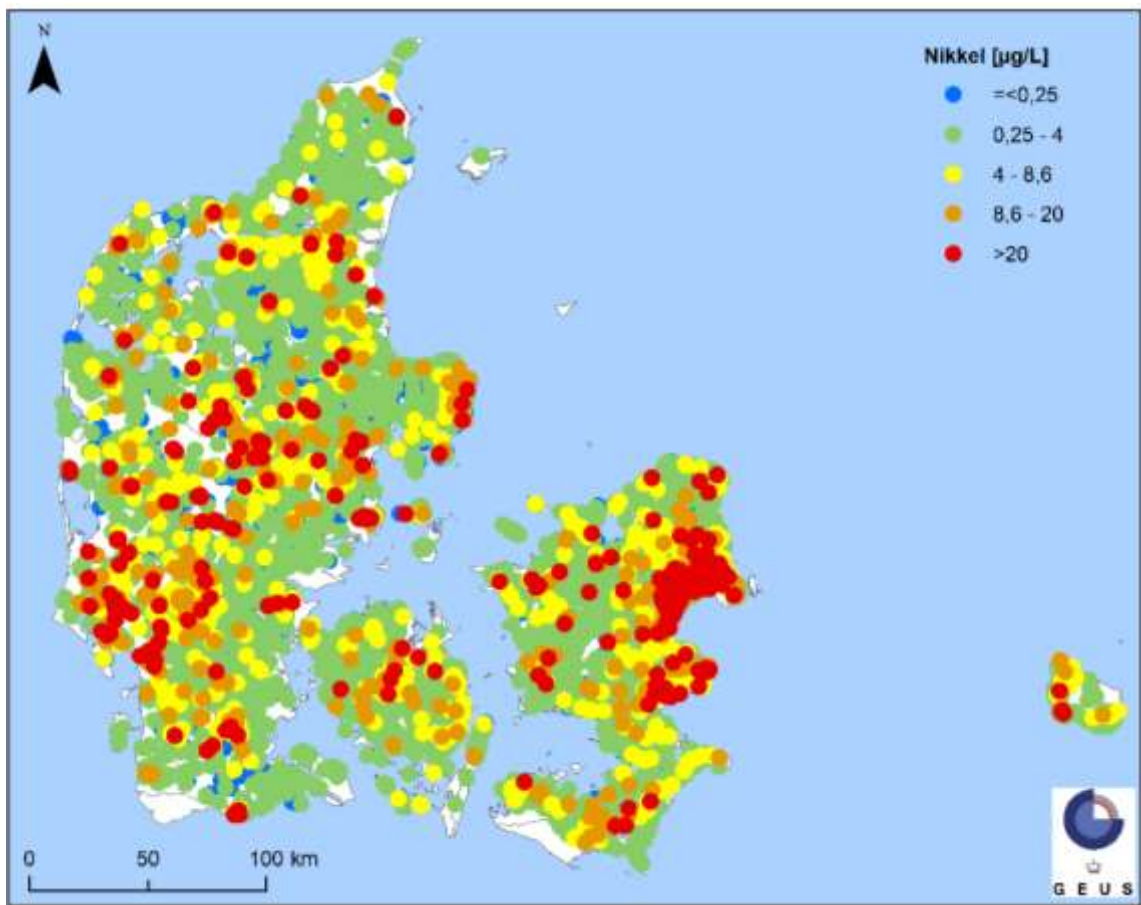 N
Nikkel [µg/L]
=<0,25
0,25 - 4
4 - 8,6
8,6 - 20
>20
0 50 100 km
G E U S